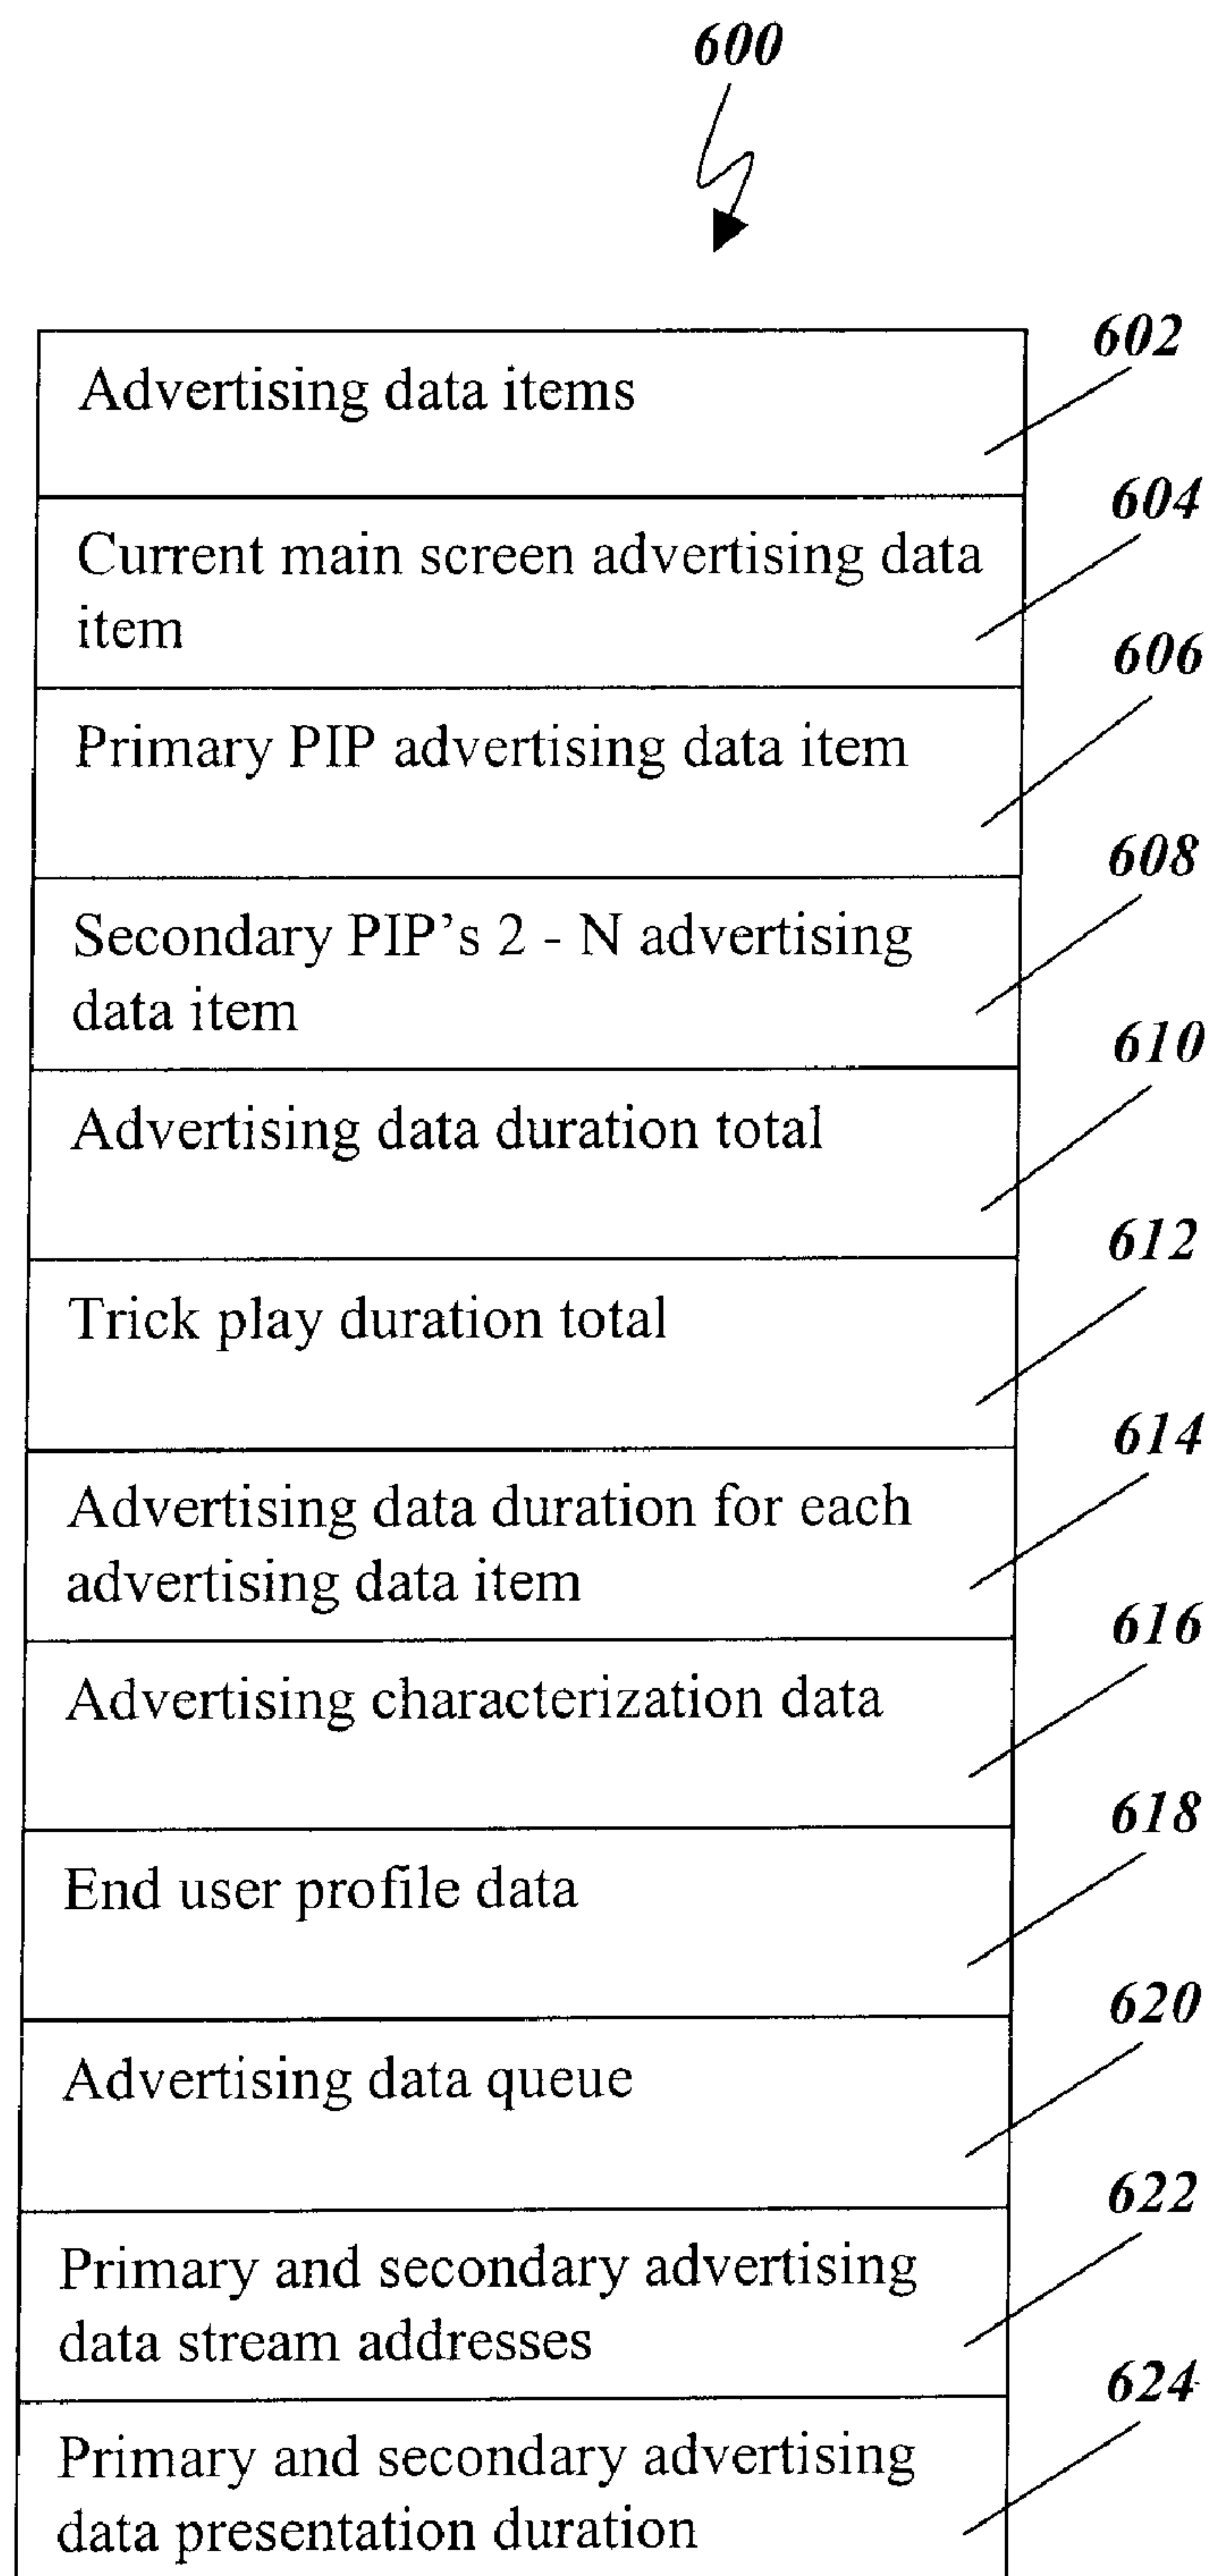 600
602
Advertising data items
604
Current main screen advertising data
item
606
Primary PIP advertising data item
608
Secondary PIP's 2 - N advertising
data item
610
Advertising data duration total
612
Trick play duration total
614
Advertising data duration for each
advertising data item
616
Advertising characterization data
618
End user profile data
620
Advertising data queue
622
Primary and secondary advertising
data stream addresses
624
Primary and secondary advertising
data presentation duration